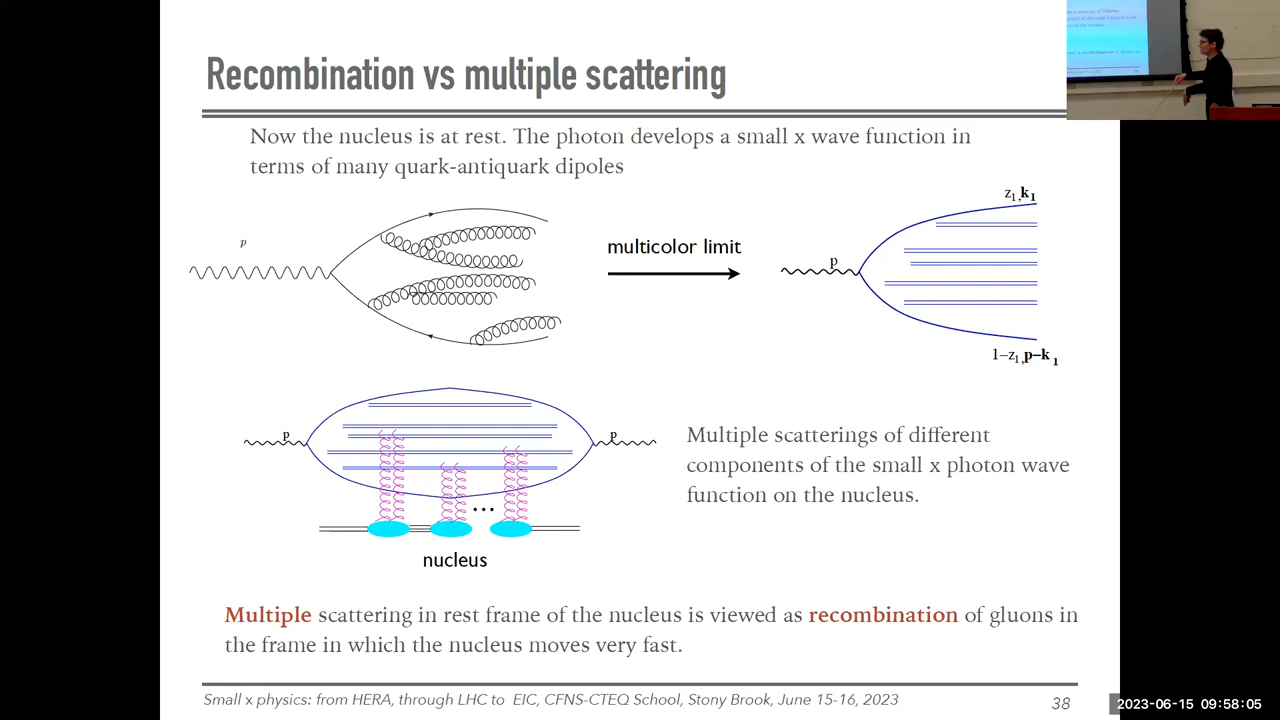 Recombination vs multiple scattering
Now the nucleus is at rest. The photon develops a small x wave function in
terms of many quark-antiquark dipoles
p
multicolor limit
p
z1,k1
1−z1,p−k1
p
p
nucleus
Multiple scatterings of different
components of the small x photon wave
function on the nucleus.
Multiple scattering in rest frame of the nucleus is viewed as recombination of gluons in
the frame in which the nucleus moves very fast.
Small x physics: from HERA, through LHC to EIC, CFNS-CTEQ School, Stony Brook, June 15-16, 2023
38
2023-06-15 09:58:05